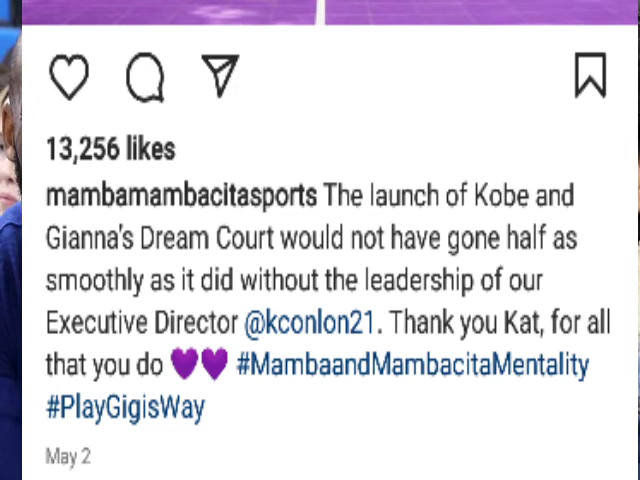 13,256 likes
mambamambacitasports The launch of Kobe and
Gianna's Dream Court would not have gone half as
smoothly as it did without the leadership of our
Executive Director @kconlon21. Thank you Kat, for all
that you do 💜💜 #MambaandMambacitaMentality
#PlayGigisWay
May 2